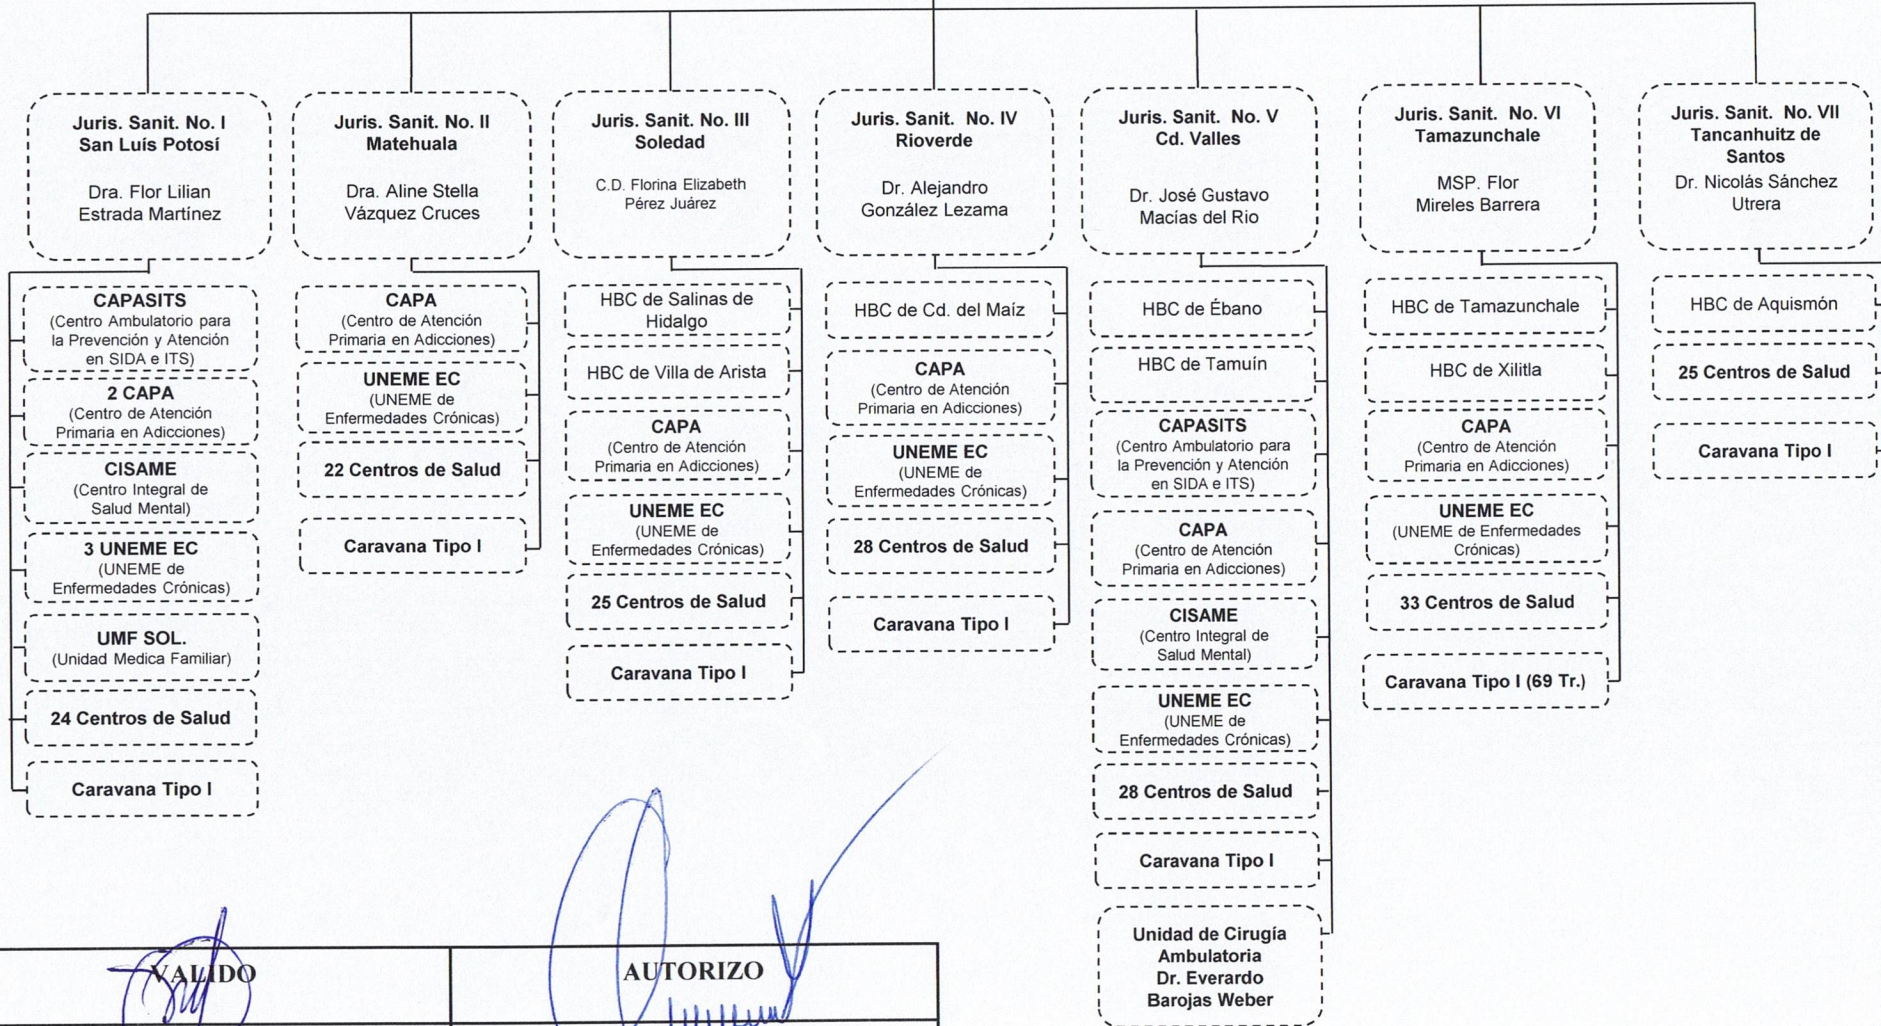 Juris. Sanit. No. I
San Luís Potosí
Dra. Flor Lilian
Estrada Martínez
CAPASITS
(Centro Ambulatorio para
la Prevención y Atención
en SIDA e ITS)
2 CAPA
(Centro de Atención
Primaria en Adicciones)
CISAME
(Centro Integral de
Salud Mental)
3 UNEME EC
(UNEME de
Enfermedades Crónicas)
UMF SOL.
(Unidad Medica Familiar)
24 Centros de Salud
Caravana Tipo I
Juris. Sanit. No. II
Matehuala
Dra. Aline Stella
Vázquez Cruces
CAPA
(Centro de Atención
Primaria en Adicciones)
UNEME EC
(UNEME de
Enfermedades Crónicas)
22 Centros de Salud
Caravana Tipo I
Juris. Sanit. No. III
Soledad
C.D. Florina Elizabeth
Pérez Juárez
HBC de Salinas de
Hidalgo
HBC de Villa de Arista
CAPA
(Centro de Atención
Primaria en Adicciones)
UNEME EC
(UNEME de
Enfermedades Crónicas)
25 Centros de Salud
Caravana Tipo I
Juris. Sanit. No. IV
Rioverde
Dr. Alejandro
González Lezama
HBC de Cd. del Maíz
CAPA
(Centro de Atención
Primaria en Adicciones)
UNEME EC
(UNEME de
Enfermedades Crónicas)
28 Centros de Salud
Caravana Tipo I
Juris. Sanit. No. V
Cd. Valles
Dr. José Gustavo
Macías del Rio
HBC de Ébano
HBC de Tamuín
CAPASITS
(Centro Ambulatorio para
la Prevención y Atención
en SIDA e ITS)
CAPA
(Centro de Atención
Primaria en Adicciones)
CISAME
(Centro Integral de
Salud Mental)
UNEME EC
(UNEME de
Enfermedades Crónicas)
28 Centros de Salud
Caravana Tipo I
Unidad de Cirugía
Ambulatoria
Dr. Everardo
Barojas Weber
Juris. Sanit. No. VI
Tamazunchale
MSP. Flor
Mireles Barrera
HBC de Tamazunchale
HBC de Xilitla
CAPA
(Centro de Atención
Primaria en Adicciones)
UNEME EC
(UNEME de Enfermedades
Crónicas)
33 Centros de Salud
Caravana Tipo I (69 Tr.)
Juris. Sanit. No. VII
Tancanhuitz de
Santos
Dr. Nicolás Sánchez
Utrera
HBC de Aquismón
25 Centros de Salud
Caravana Tipo I
VALIDO
AUTORIZO